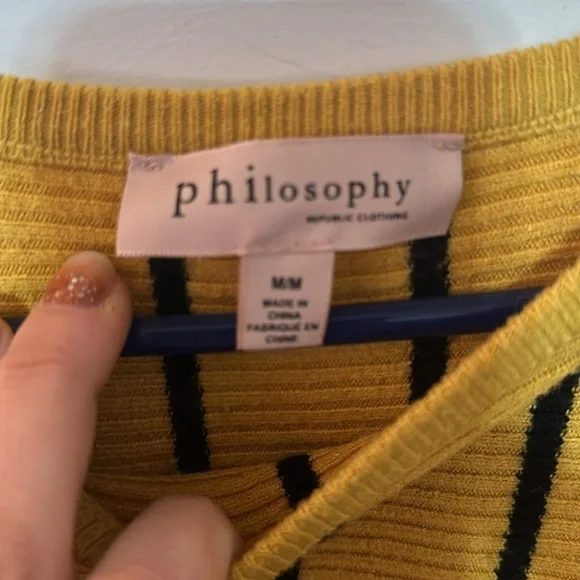 philosophy
REPUBLIC CLOTHING
M/M
MADE IN
CHINA
FABRIQUÉ EN
CHINE